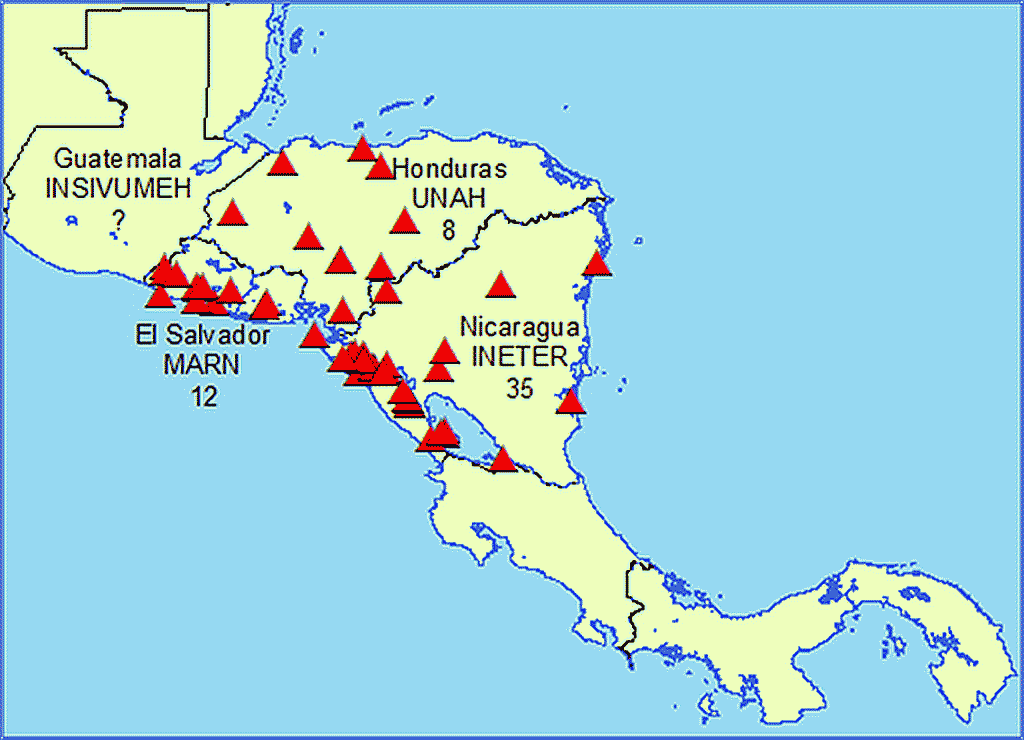 Guatemala
INSIVUMEH
?
Honduras
UNAH
8
Nicaragua
INETER
35
El Salvador
MARN
12